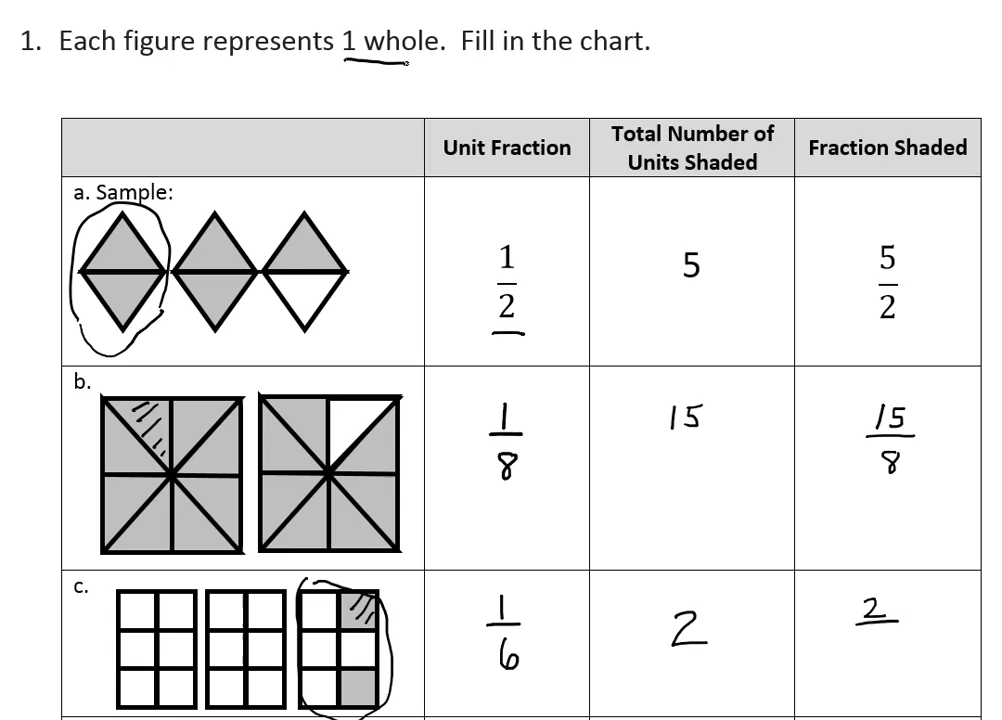 1. Each figure represents 1 whole. Fill in the chart.
Unit Fraction
Total Number of
Units Shaded
Fraction Shaded
a. Sample:
1
2
5
5
2
b.
1
8
15
15
8
c.
1
6
2
2